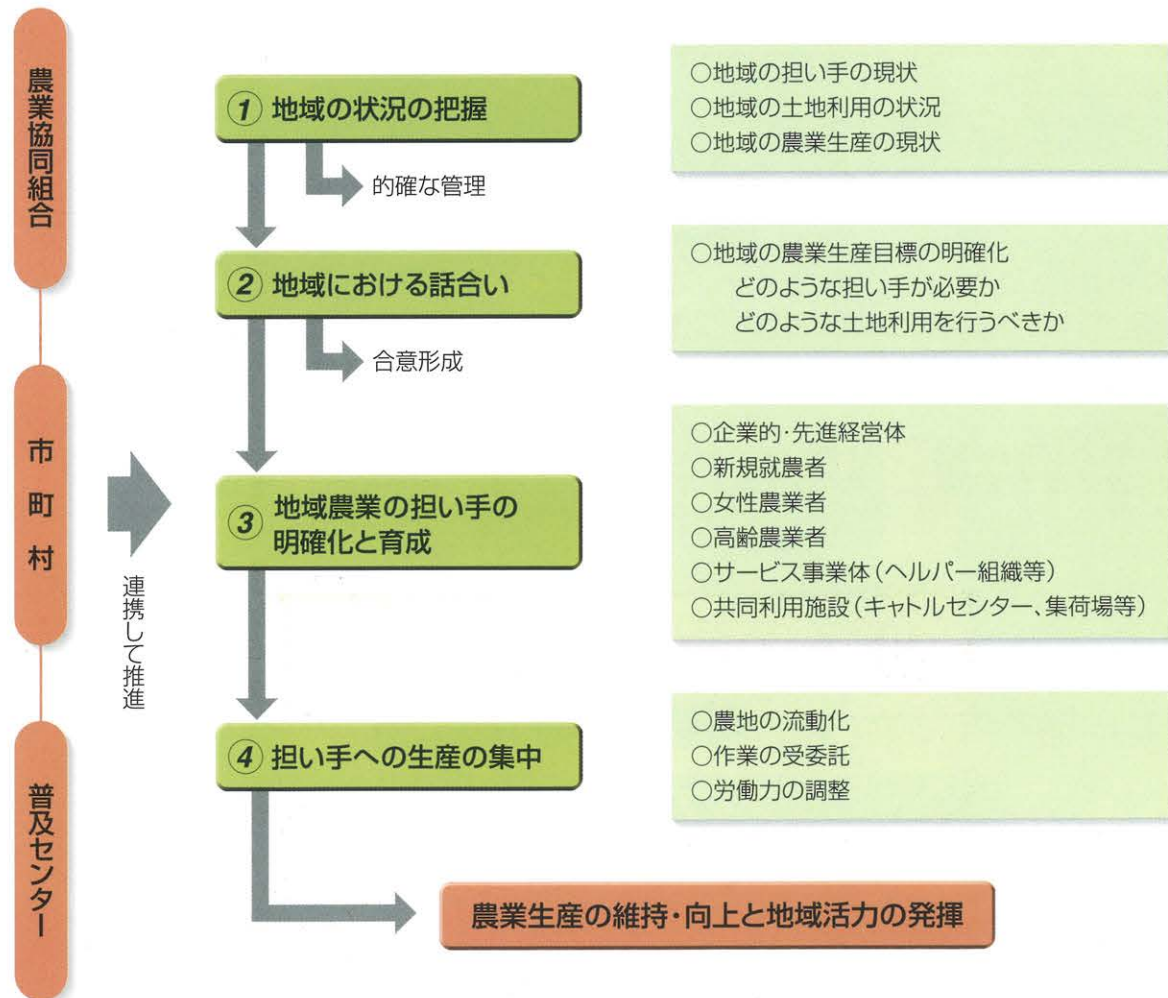 農業協同組合
市町村
普及センター
連携して推進
① 地域の状況の把握
的確な管理
② 地域における話合い
合意形成
③ 地域農業の担い手の
明確化と育成
④ 担い手への生産の集中
農業生産の維持・向上と地域活力の発揮
○地域の担い手の現状
○地域の土地利用の状況
○地域の農業生産の現状
○地域の農業生産目標の明確化
どのような担い手が必要か
どのような土地利用を行うべきか
○企業的・先進経営体
○新規就農者
○女性農業者
○高齢農業者
○サービス事業体（ヘルパー組織等）
○共同利用施設（キャトルセンター、集荷場等）
○農地の流動化
○作業の受委託
○労働力の調整